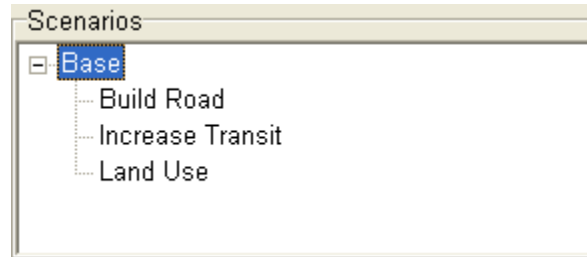 Scenarios
Base
Build Road
Increase Transit
Land Use